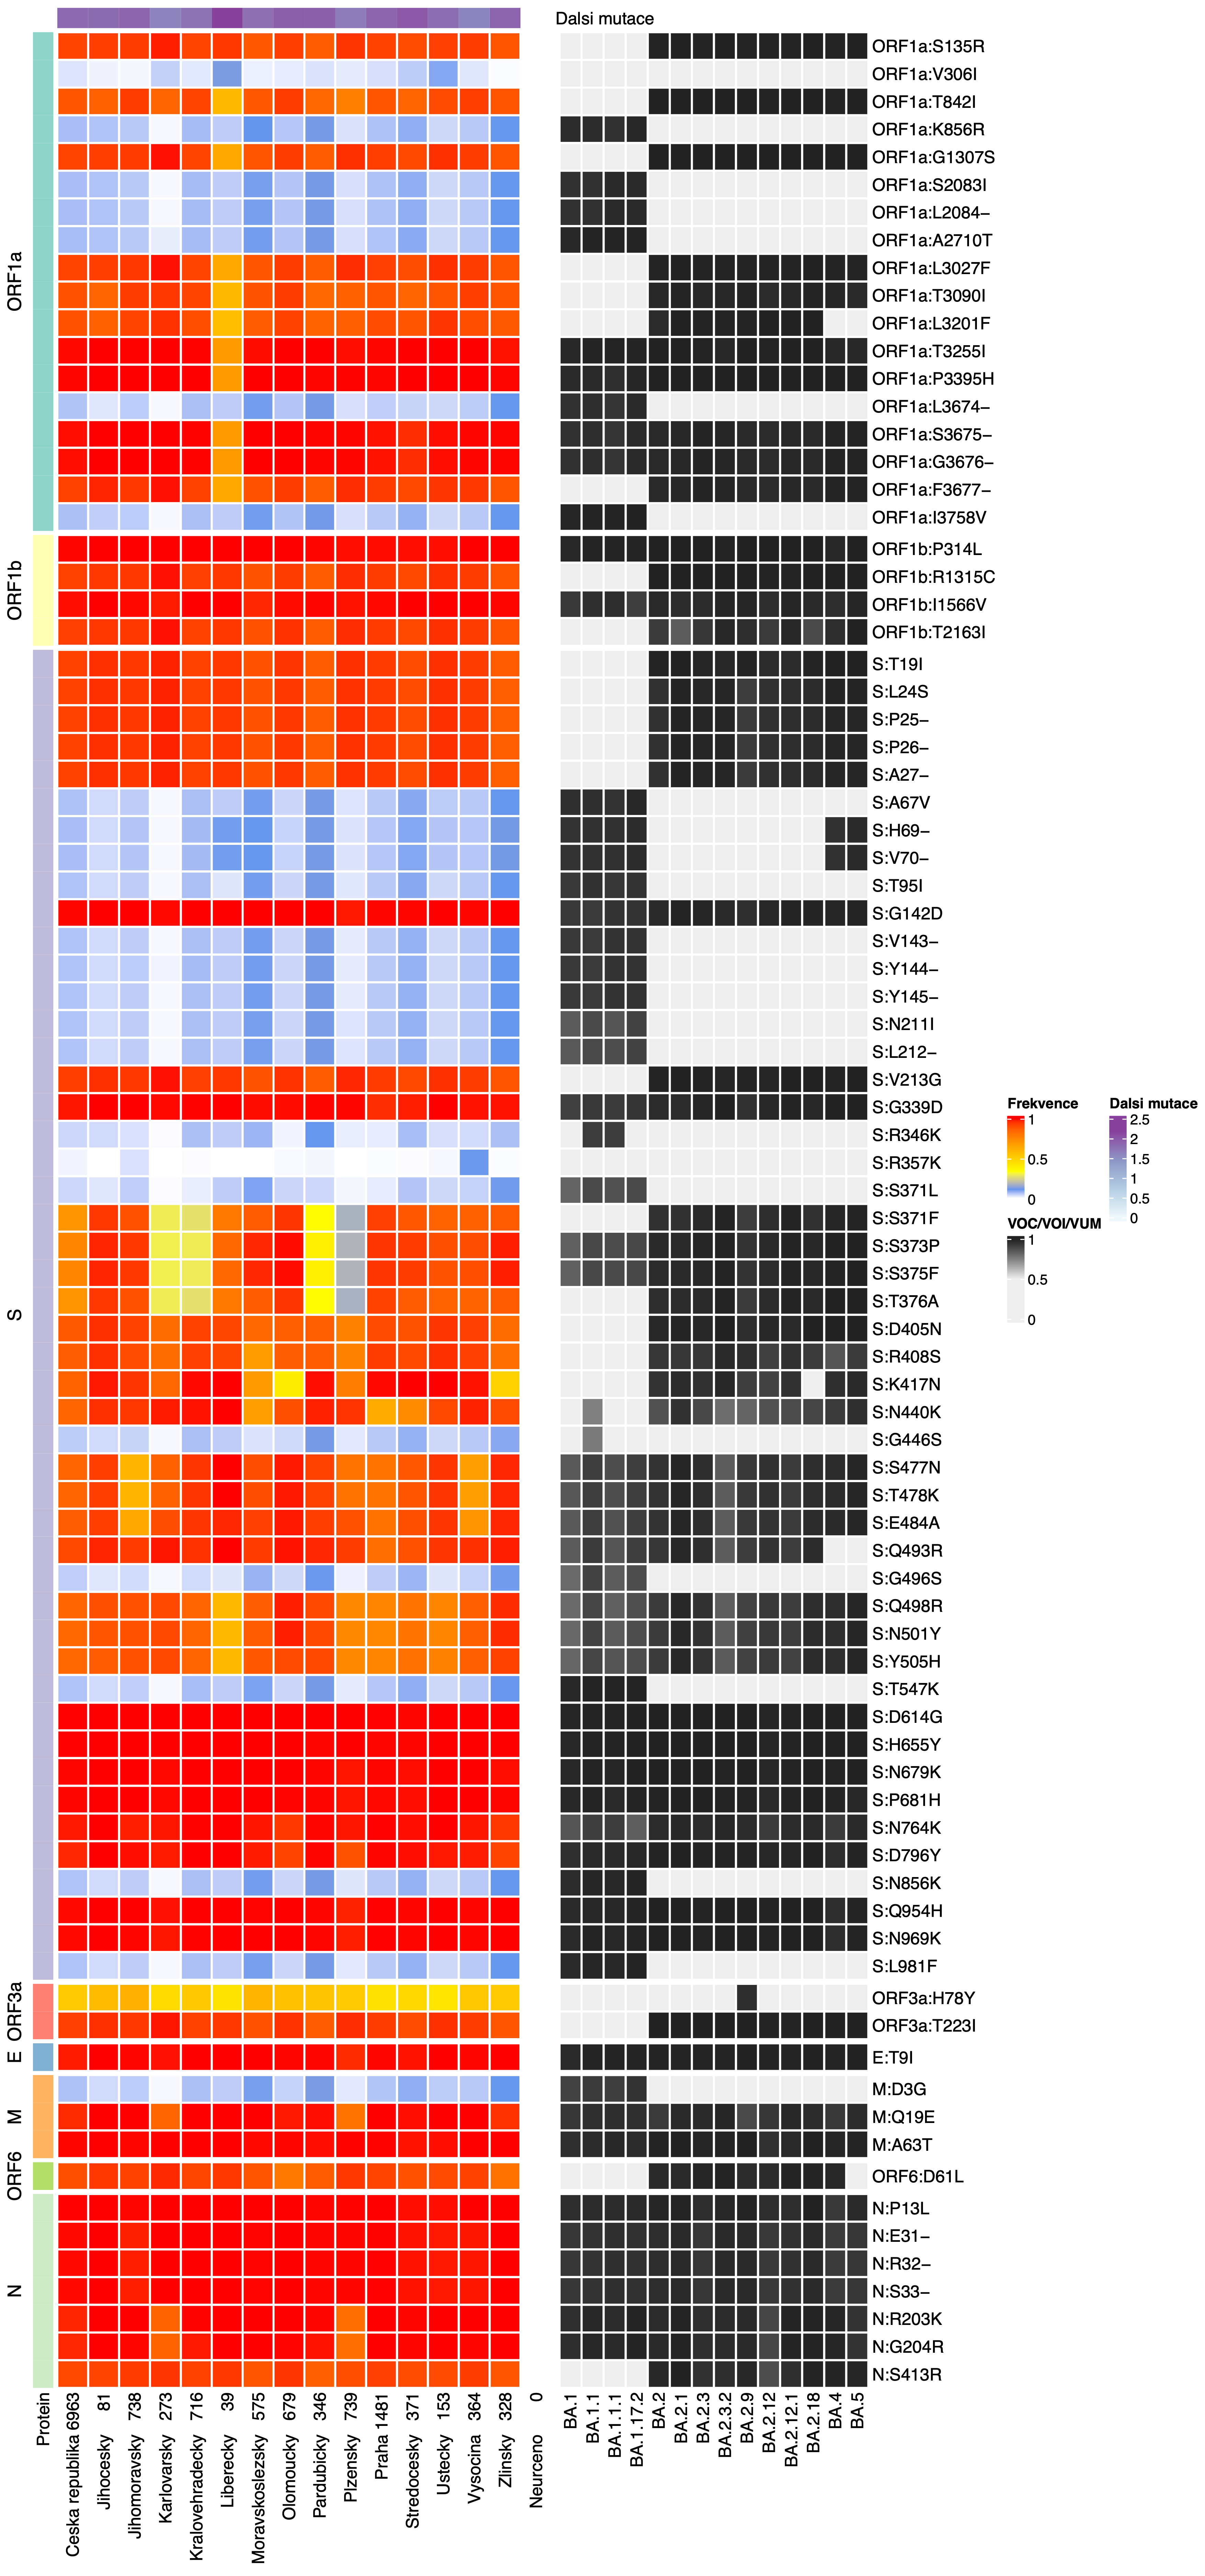 Dalsi mutace
ORF1a
ORF1a:S135R
ORF1a:V306I
ORF1a:T842I
ORF1a:K856R
ORF1a:G1307S
ORF1a:S2083I
ORF1a:L2084−
ORF1a:A2710T
ORF1a:L3027F
ORF1a:T3090I
ORF1a:L3201F
ORF1a:T3255I
ORF1a:P3395H
ORF1a:L3674−
ORF1a:S3675−
ORF1a:G3676−
ORF1a:F3677−
ORF1a:I3758V
ORF1b
ORF1b:P314L
ORF1b:R1315C
ORF1b:I1566V
ORF1b:T2163I
S
S:T19I
S:L24S
S:P25−
S:P26−
S:A27−
S:A67V
S:H69−
S:V70−
S:T95I
S:G142D
S:V143−
S:Y144−
S:Y145−
S:N211I
S:L212−
S:V213G
S:G339D
S:R346K
S:R357K
S:S371L
S:S371F
S:S373P
S:S375F
S:T376A
S:D405N
S:R408S
S:K417N
S:N440K
S:G446S
S:S477N
S:T478K
S:E484A
S:Q493R
S:G496S
S:Q498R
S:N501Y
S:Y505H
S:T547K
S:D614G
S:H655Y
S:N679K
S:P681H
S:N764K
S:D796Y
S:N856K
S:Q954H
S:N969K
S:L981F
ORF3a
ORF3a:H78Y
ORF3a:T223I
E
E:T9I
M
M:D3G
M:Q19E
M:A63T
ORF6
ORF6:D61L
N
N:P13L
N:E31−
N:R32−
N:S33−
N:R203K
N:G204R
N:S413R
Frekvence
1
0.5
0
Dalsi mutace
2.5
2
1.5
1
0.5
0
VOC/VOI/VUM
1
0.5
0
Protein
Ceska republika 6963
Jihocesky 81
Jihomoravsky 738
Karlovarsky 273
Kralovehradecky 716
Liberecky 39
Moravskoslezsky 575
Olomoucky 679
Pardubicky 346
Plzensky 739
Praha 1481
Stredocesky 371
Ustecky 153
Vysocina 364
Zlinsky 328
Neurceno 0
BA.1
BA.1.1
BA.1.1.1
BA.1.17.2
BA.2
BA.2.1
BA.2.3
BA.2.3.2
BA.2.9
BA.2.12
BA.2.12.1
BA.2.18
BA.4
BA.5